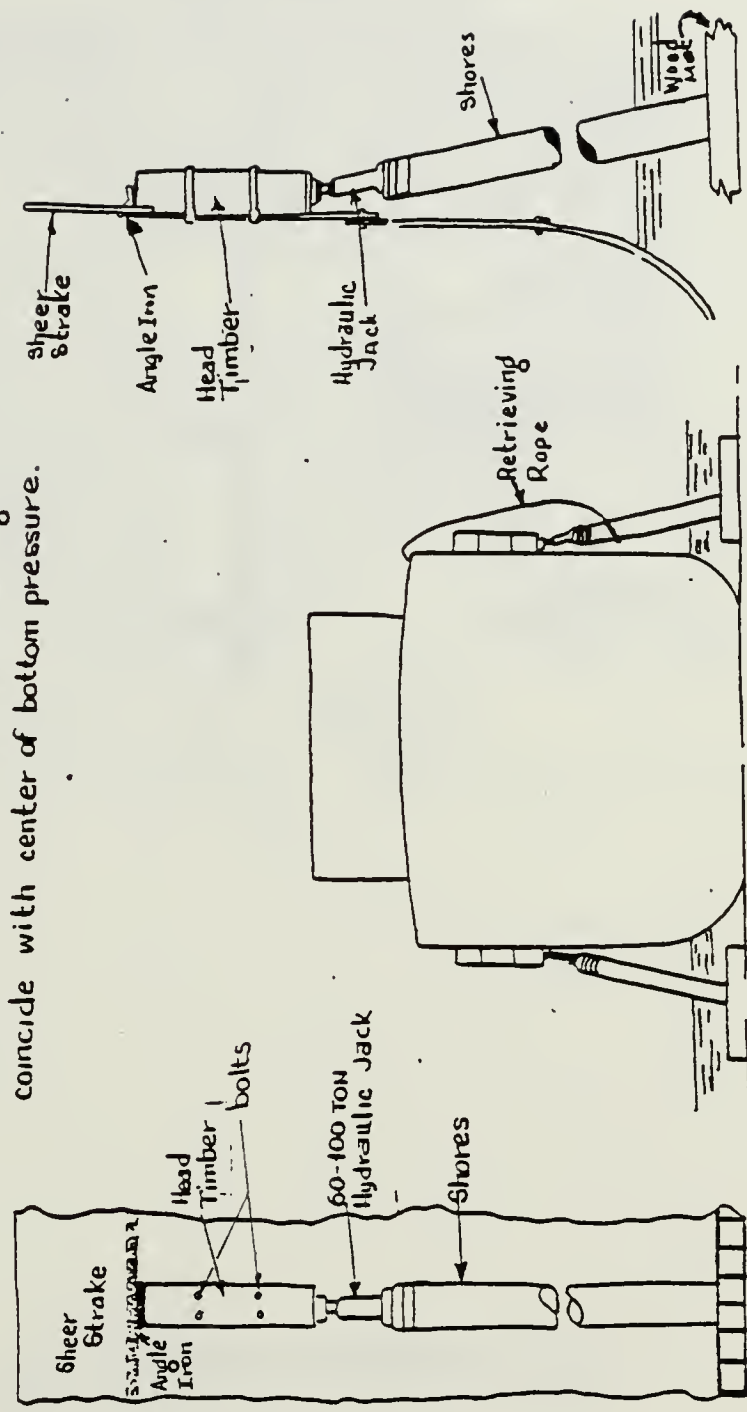 coincide with center of bottom pressure.
Sheer
Strake
Angle
Iron
Head
Timber
bolts
60-100 TON
Hydraulic Jack
Shores
Retrieving
Rope
Sheer
Strake
Angle Iron
Head
Timber
Hydraulic
Jack
Shores
Wood
Mat